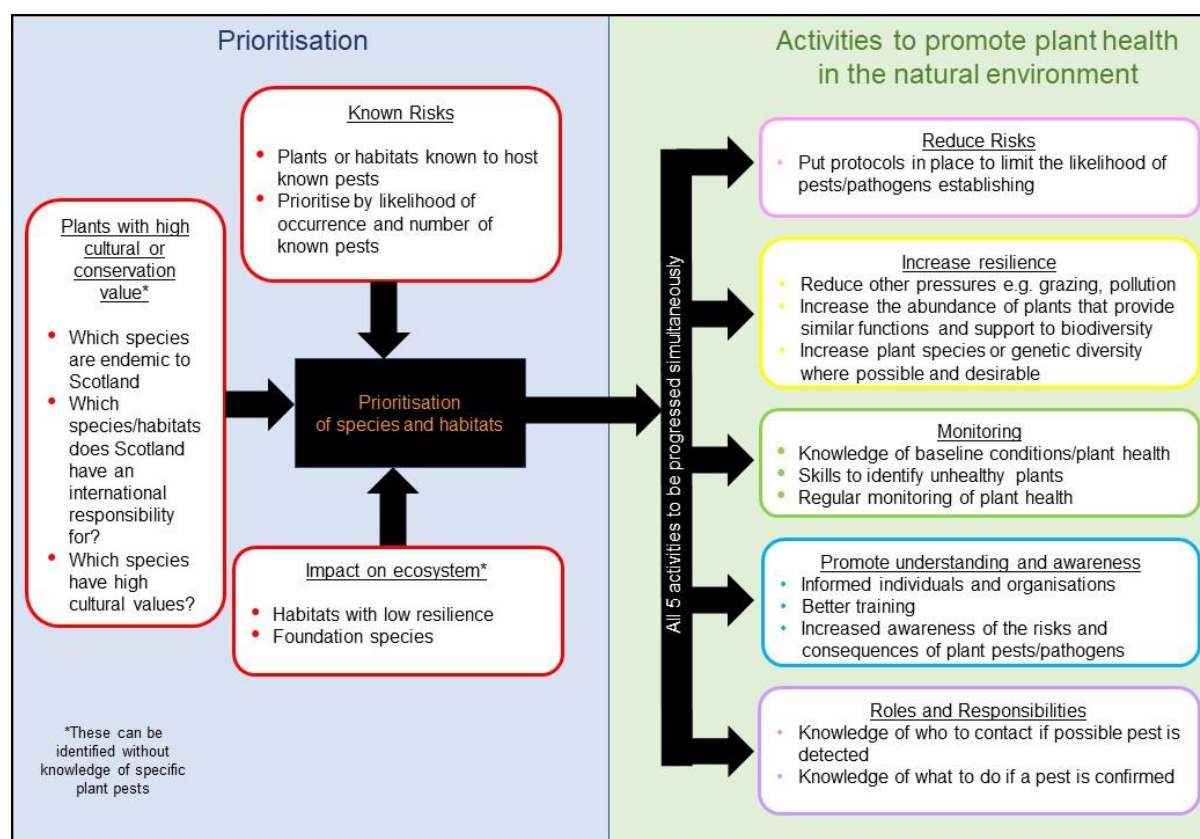 Prioritisation
Known Risks
• Plants or habitats known to host
known pests
• Prioritise by likelihood of
occurrence and number of
known pests
Plants with high
cultural or
conservation
value*
• Which species
are endemic to
Scotland
• Which
species/habitats
does Scotland
have an
international
responsibility
for?
• Which species
have high
cultural values?
Prioritisation
of species and habitats
Impact on ecosystem*
• Habitats with low resilience
• Foundation species
*These can be
identified without
knowledge of specific
plant pests
All 5 activities to be progressed simultaneously
Activities to promote plant health
in the natural environment
Reduce Risks
• Put protocols in place to limit the likelihood of
pests/pathogens establishing
Increase resilience
• Reduce other pressures e.g. grazing, pollution
• Increase the abundance of plants that provide
similar functions and support to biodiversity
• Increase plant species or genetic diversity
where possible and desirable
Monitoring
• Knowledge of baseline conditions/plant health
• Skills to identify unhealthy plants
• Regular monitoring of plant health
Promote understanding and awareness
• Informed individuals and organisations
• Better training
• Increased awareness of the risks and
consequences of plant pests/pathogens
Roles and Responsibilities
• Knowledge of who to contact if possible pest is
detected
• Knowledge of what to do if a pest is confirmed